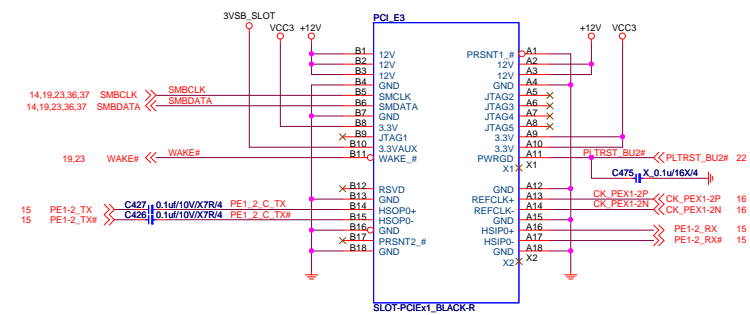 PCI_E3
3VSB_SLOT
VCC3
+12V
+12V
VCC3
B1 12V PRSNT1_# A1
B2 12V 12V A2
B3 12V 12V A3
B4 GND GND A4
14,19,23,36,37 SMBCLK SMBCLK B5 SMCLK JTAG2 A5
14,19,23,36,37 SMBDATA SMBDATA B6 SMDATA JTAG3 A6
B7 GND JTAG4 A7
B8 3.3V JTAG5 A8
B9 JTAG1 3.3V A9
B10 3.3VAUX 3.3V A10
19,23 WAKE# WAKE# B11 WAKE_# PWRGD A11 PLTRST_BU2# PLTRST_BU2# 22
X1 X1
C475 X_0.1u/16X/4
B12 RSVD GND A12
B13 GND REFCLK+ A13 CK_PEX1-2P CK_PEX1-2P 16
15 PE1-2_TX C427 0.1uf/10V/X7R/4 PE1_2_C_TX B14 HSOP0+ REFCLK- A14 CK_PEX1-2N CK_PEX1-2N 16
15 PE1-2_TX# C426 0.1uf/10V/X7R/4 PE1_2_C_TX# B15 HSOP0- GND A15
B16 GND HSIP0+ A16 PE1-2_RX 15
B17 PRSNT2_# HSIP0- A17 PE1-2_RX# 15
B18 GND GND A18
X2 X2
SLOT-PCIEx1_BLACK-R